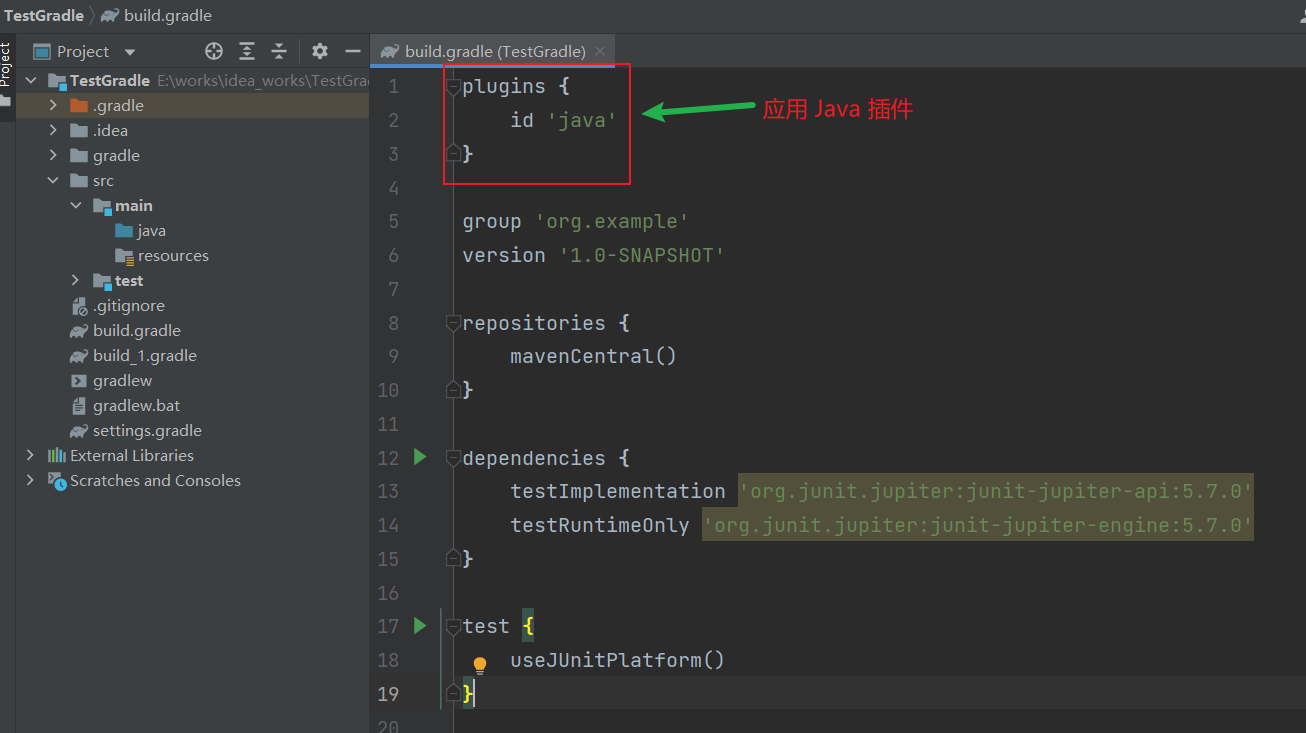 TestGradle build.gradle
Project
Project
build.gradle (TestGradle)
TestGradle E:\works\idea_works\TestGra
.gradle
.idea
gradle
src
main
java
resources
test
.gitignore
build.gradle
build_1.gradle
gradlew
gradlew.bat
settings.gradle
External Libraries
Scratches and Consoles
1 plugins {
2 id 'java'
3 }
应用 Java 插件
4
5 group 'org.example'
6 version '1.0-SNAPSHOT'
7
8 repositories {
9 mavenCentral()
10 }
11
12 dependencies {
13 testImplementation 'org.junit.jupiter:junit-jupiter-api:5.7.0'
14 testRuntimeOnly 'org.junit.jupiter:junit-jupiter-engine:5.7.0'
15 }
16
17 test {
18 useJUnitPlatform()
19 }
20